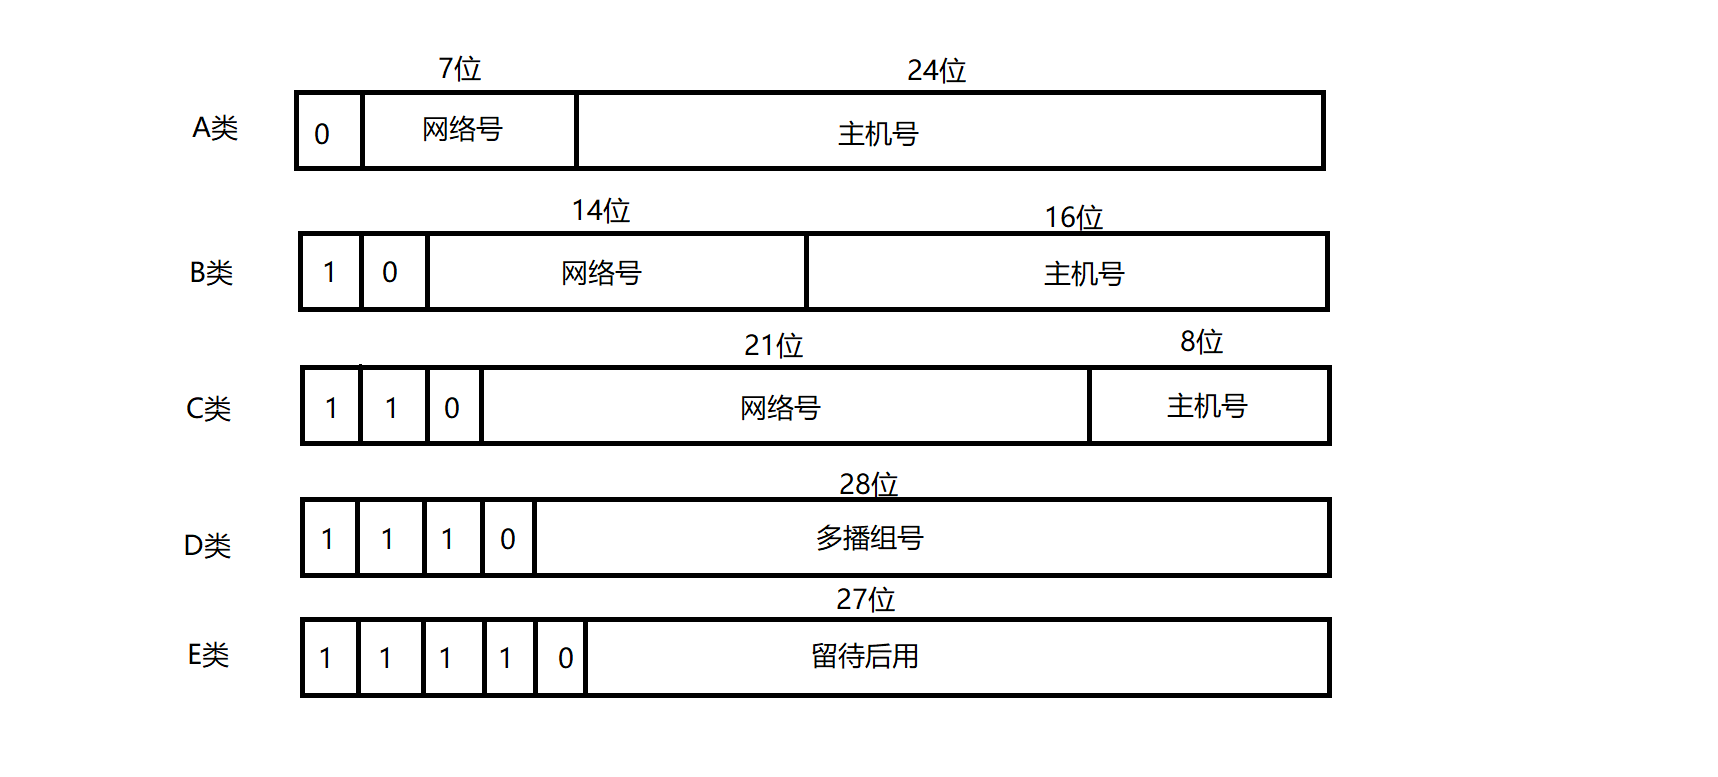 7位 24位
A类 0 网络号 主机号
14位 16位
B类 1 0 网络号 主机号
21位 8位
C类 1 1 0 网络号 主机号
28位
D类 1 1 1 0 多播组号
27位
E类 1 1 1 1 0 留待后用